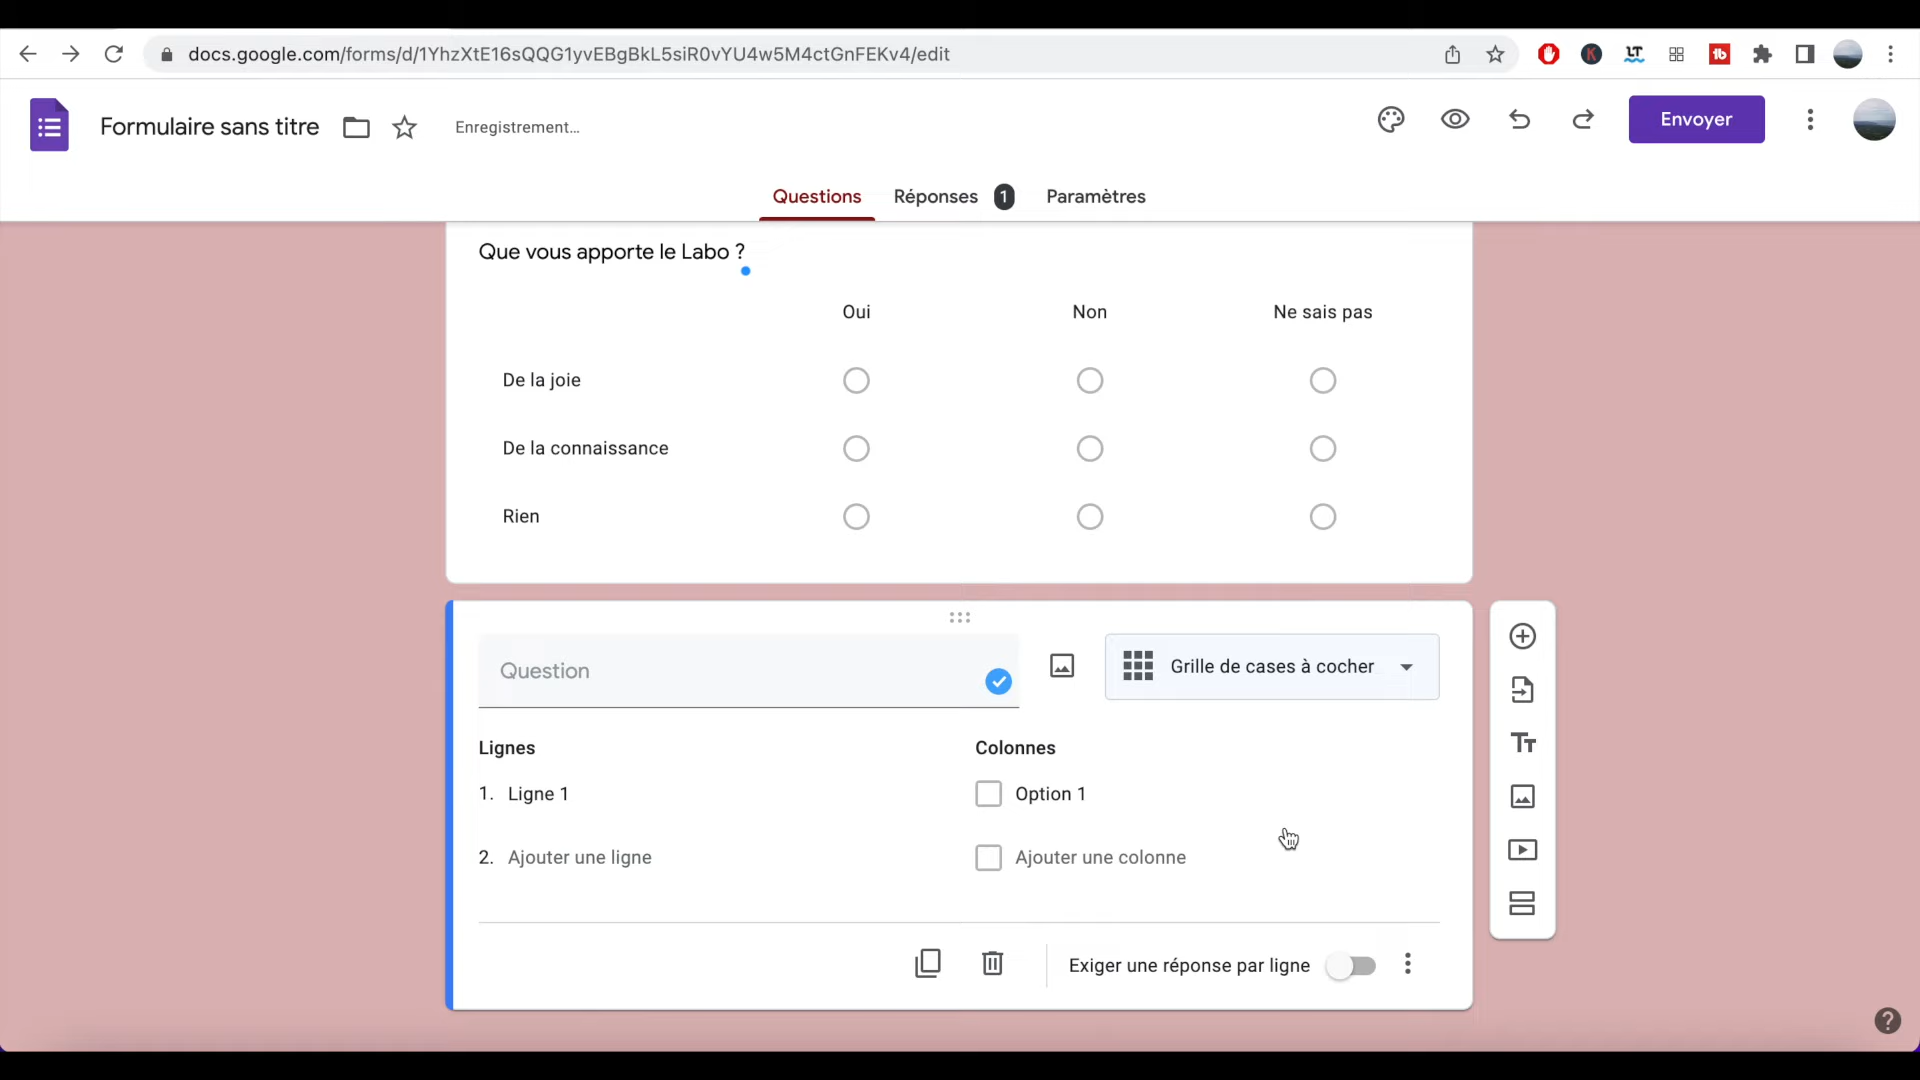 docs.google.com/forms/d/1YhzXtE16sQQG1yvEBgBkL5siR0vYU4w5M4ctGnFEKv4/edit
K
LT
tb
Formulaire sans titre
Enregistrement...
Envoyer
Questions
Réponses 1
Paramètres
Que vous apporte le Labo ?
Oui Non Ne sais pas
De la joie
De la connaissance
Rien
Question
Grille de cases à cocher
Lignes Colonnes
1. Ligne 1 Option 1
2. Ajouter une ligne Ajouter une colonne
Exiger une réponse par ligne